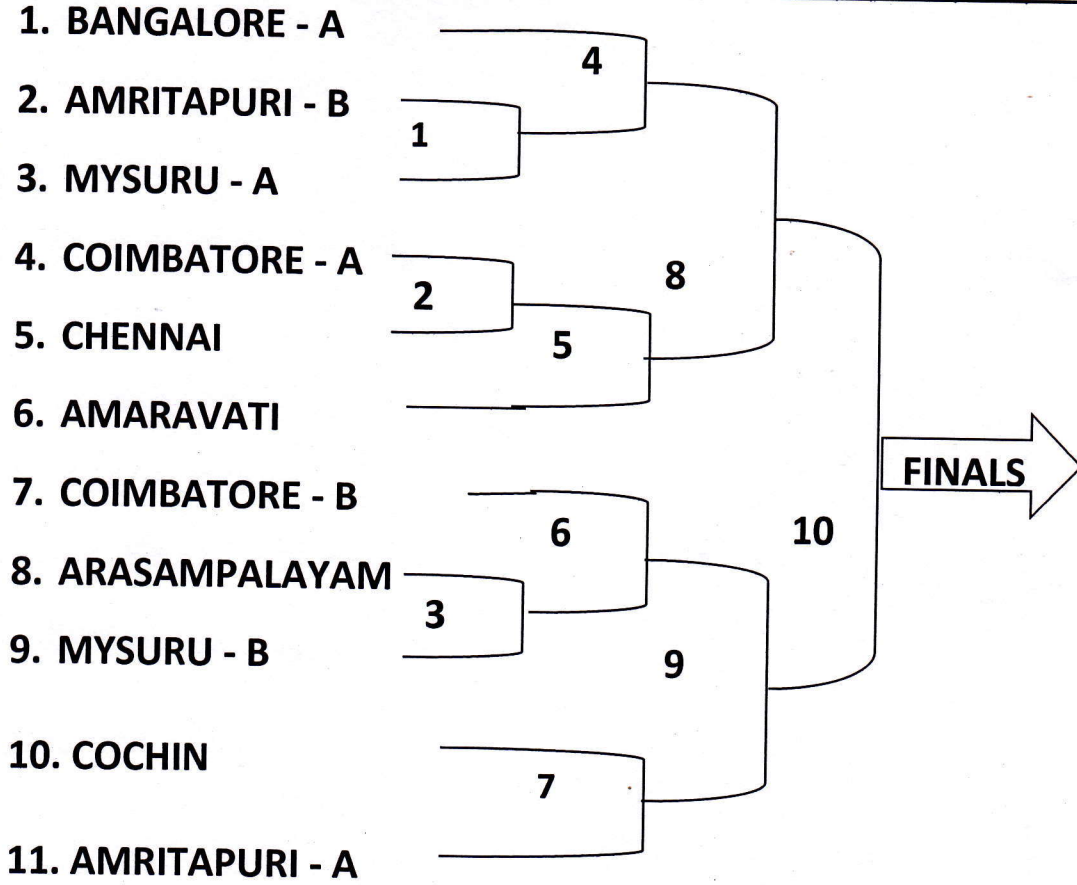 1. BANGALORE - A
4
2. AMRITAPURI - B
1
3. MYSURU - A
4. COIMBATORE - A
8
2
5. CHENNAI
5
6. AMARAVATI
FINALS
7. COIMBATORE - B
6
10
8. ARASAMPALAYAM
3
9. MYSURU - B
9
10. COCHIN
7
11. AMRITAPURI - A